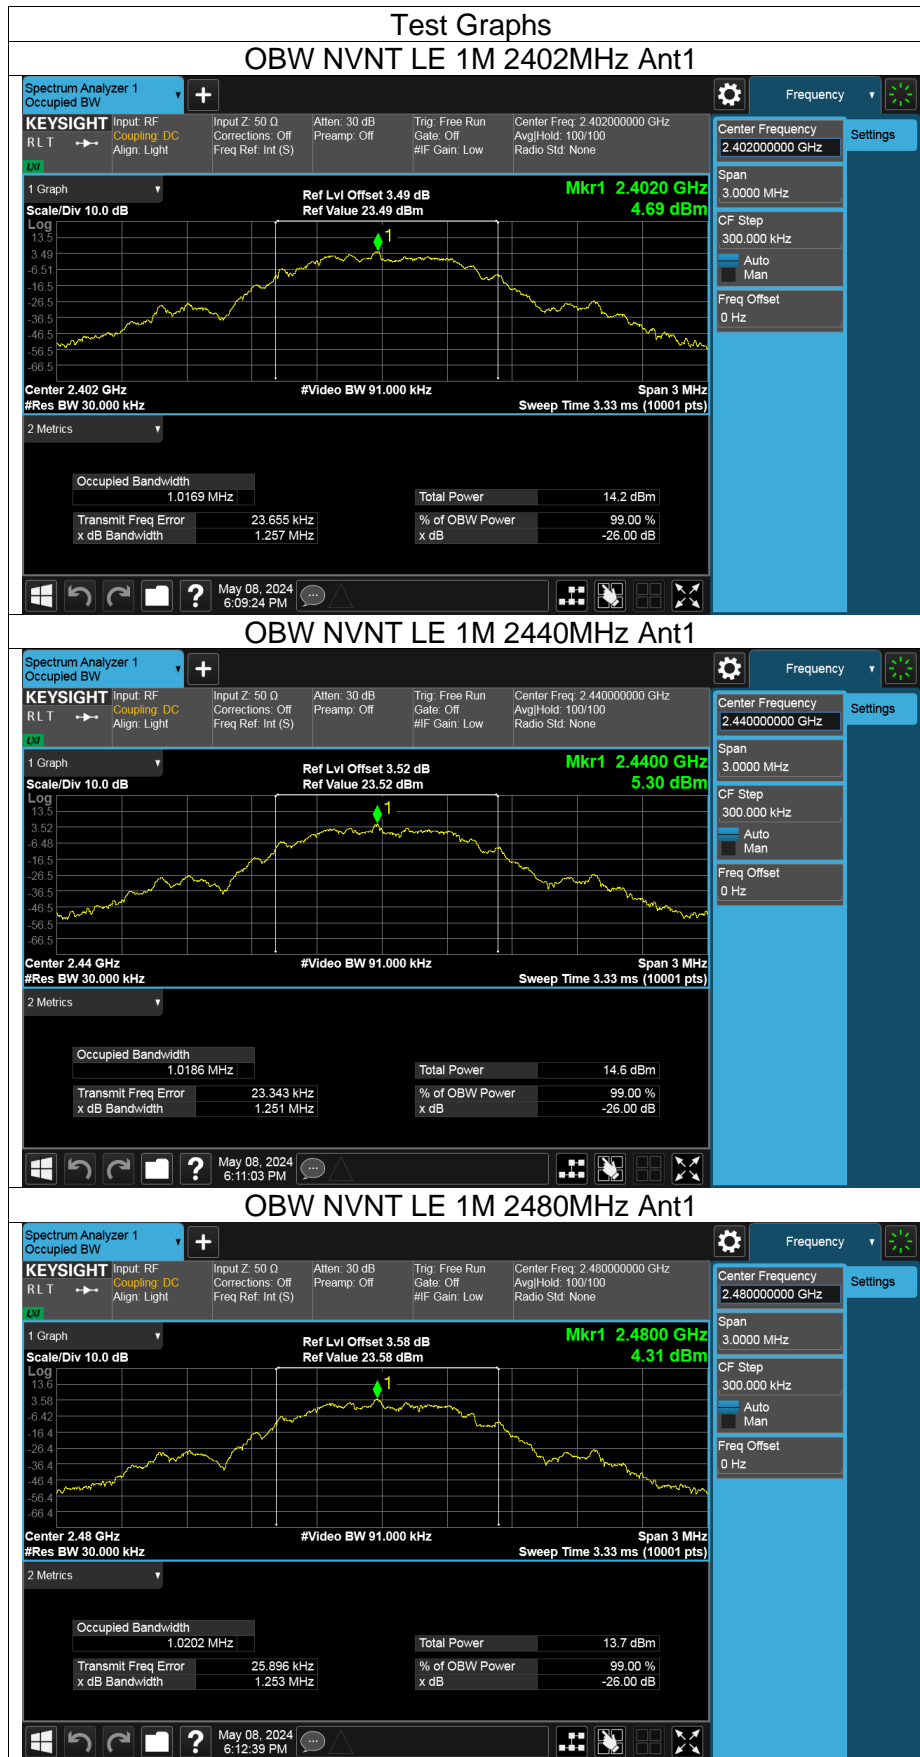 Test Graphs
OBW NVNT LE 1M 2402MHz Ant1
Spectrum Analyzer 1
Occupied BW
Frequency
KEYSIGHT
RLT
LXI
Input: RF
Coupling: DC
Align: Light
Input Z: 50 Ω
Corrections: Off
Freq Ref: Int (S)
Atten: 30 dB
Preamp: Off
Trig: Free Run
Gate: Off
#IF Gain: Low
Center Freq: 2.402000000 GHz
Avg|Hold: 100/100
Radio Std: None
Center Frequency
2.402000000 GHz
Settings
Span
3.0000 MHz
CF Step
300.000 kHz
Auto
Man
Freq Offset
0 Hz
1 Graph
Scale/Div 10.0 dB
Ref Lvl Offset 3.49 dB
Ref Value 23.49 dBm
Mkr1 2.4020 GHz
4.69 dBm
Log
13.5
3.49
-6.51
-16.5
-26.5
-36.5
-46.5
-56.5
-66.5
1
Center 2.402 GHz
#Res BW 30.000 kHz
#Video BW 91.000 kHz
Span 3 MHz
Sweep Time 3.33 ms (10001 pts)
2 Metrics
Occupied Bandwidth
1.0169 MHz
Transmit Freq Error 23.655 kHz
x dB Bandwidth 1.257 MHz
Total Power 14.2 dBm
% of OBW Power 99.00 %
x dB -26.00 dB
May 08, 2024
6:09:24 PM
OBW NVNT LE 1M 2440MHz Ant1
Spectrum Analyzer 1
Occupied BW
Frequency
KEYSIGHT
RLT
LXI
Input: RF
Coupling: DC
Align: Light
Input Z: 50 Ω
Corrections: Off
Freq Ref: Int (S)
Atten: 30 dB
Preamp: Off
Trig: Free Run
Gate: Off
#IF Gain: Low
Center Freq: 2.440000000 GHz
Avg|Hold: 100/100
Radio Std: None
Center Frequency
2.440000000 GHz
Settings
Span
3.0000 MHz
CF Step
300.000 kHz
Auto
Man
Freq Offset
0 Hz
1 Graph
Scale/Div 10.0 dB
Ref Lvl Offset 3.52 dB
Ref Value 23.52 dBm
Mkr1 2.4400 GHz
5.30 dBm
Log
13.5
3.52
-6.48
-16.5
-26.5
-36.5
-46.5
-56.5
-66.5
1
Center 2.44 GHz
#Res BW 30.000 kHz
#Video BW 91.000 kHz
Span 3 MHz
Sweep Time 3.33 ms (10001 pts)
2 Metrics
Occupied Bandwidth
1.0186 MHz
Transmit Freq Error 23.343 kHz
x dB Bandwidth 1.251 MHz
Total Power 14.6 dBm
% of OBW Power 99.00 %
x dB -26.00 dB
May 08, 2024
6:11:03 PM
OBW NVNT LE 1M 2480MHz Ant1
Spectrum Analyzer 1
Occupied BW
Frequency
KEYSIGHT
RLT
LXI
Input: RF
Coupling: DC
Align: Light
Input Z: 50 Ω
Corrections: Off
Freq Ref: Int (S)
Atten: 30 dB
Preamp: Off
Trig: Free Run
Gate: Off
#IF Gain: Low
Center Freq: 2.480000000 GHz
Avg|Hold: 100/100
Radio Std: None
Center Frequency
2.480000000 GHz
Settings
Span
3.0000 MHz
CF Step
300.000 kHz
Auto
Man
Freq Offset
0 Hz
1 Graph
Scale/Div 10.0 dB
Ref Lvl Offset 3.58 dB
Ref Value 23.58 dBm
Mkr1 2.4800 GHz
4.31 dBm
Log
13.6
3.58
-6.42
-16.4
-26.4
-36.4
-46.4
-56.4
-66.4
1
Center 2.48 GHz
#Res BW 30.000 kHz
#Video BW 91.000 kHz
Span 3 MHz
Sweep Time 3.33 ms (10001 pts)
2 Metrics
Occupied Bandwidth
1.0202 MHz
Transmit Freq Error 25.896 kHz
x dB Bandwidth 1.253 MHz
Total Power 13.7 dBm
% of OBW Power 99.00 %
x dB -26.00 dB
May 08, 2024
6:12:39 PM